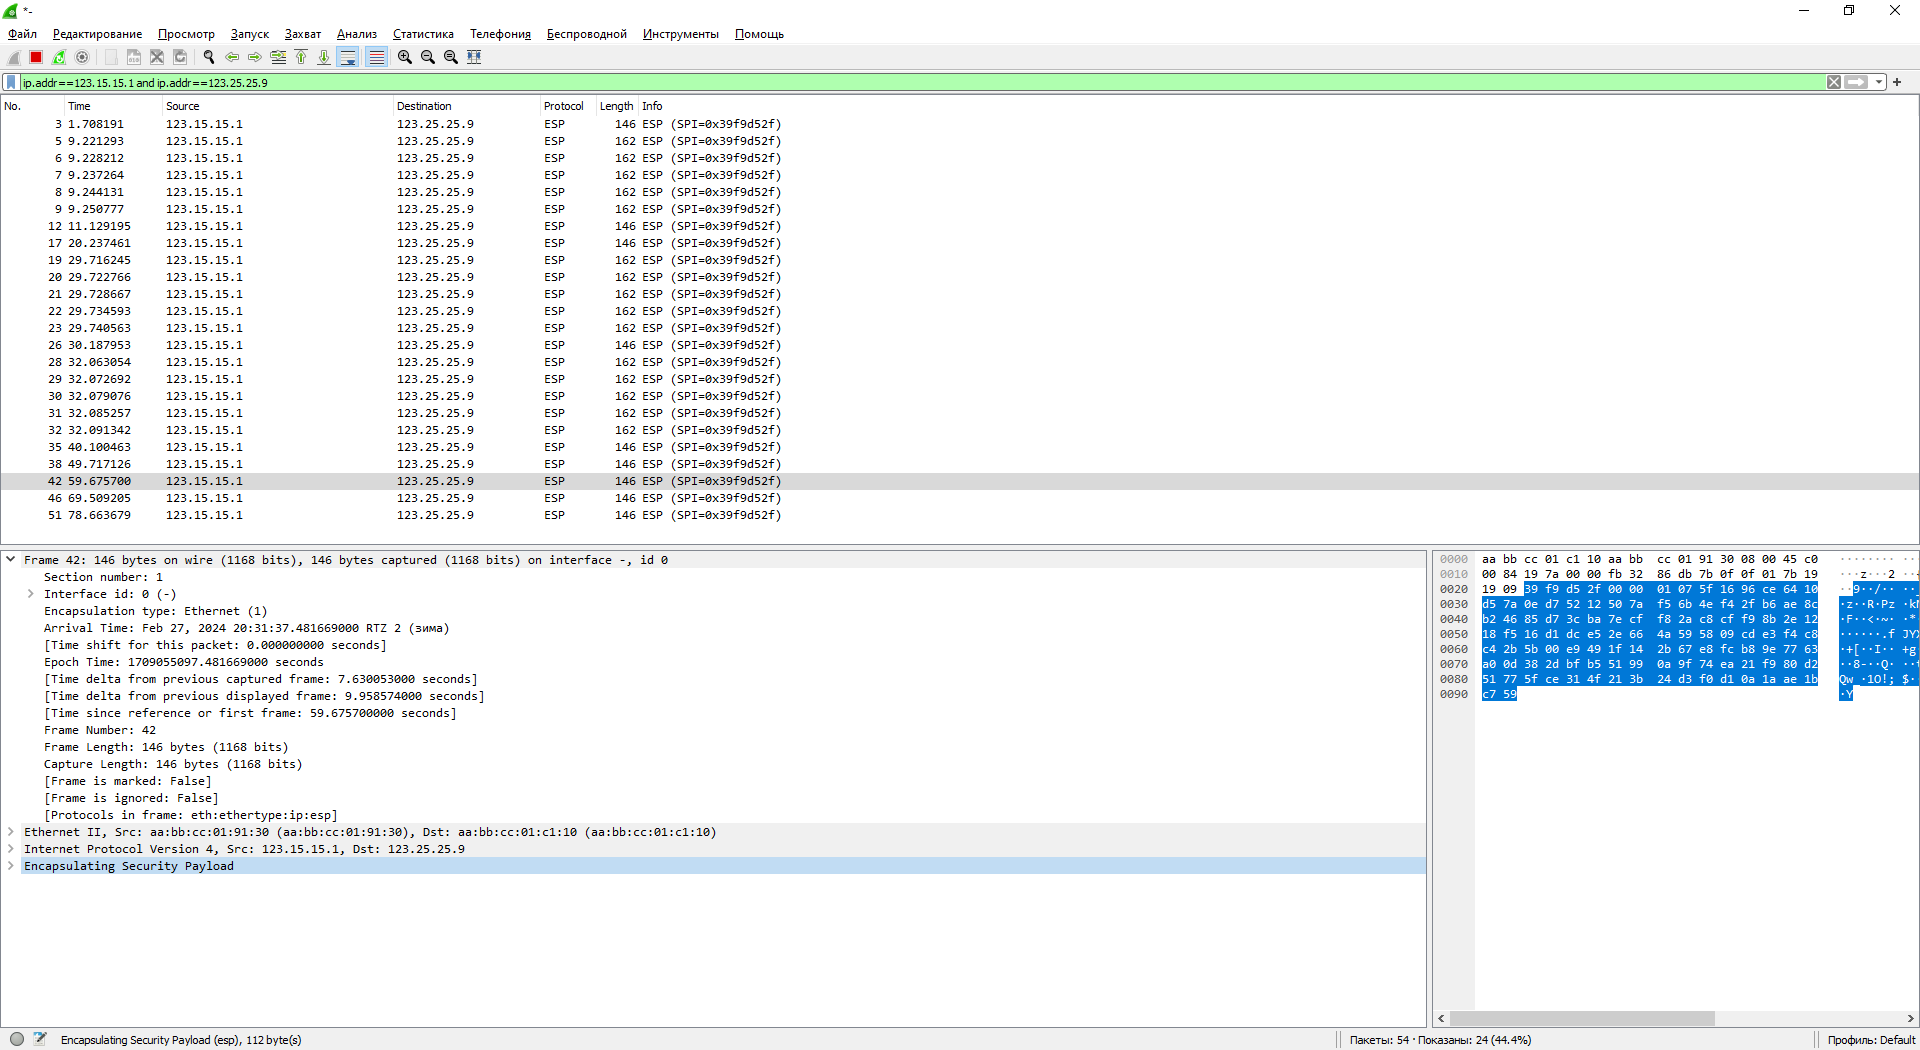 *-
Файл Редактирование Просмотр Запуск Захват Анализ Статистика Телефония Беспроводной Инструменты Помощь
ip.addr==123.15.15.1 and ip.addr==123.25.25.9
No. Time Source Destination Protocol Length Info
3 1.708191 123.15.15.1 123.25.25.9 ESP 146 ESP (SPI=0x39f9d52f)
5 9.221293 123.15.15.1 123.25.25.9 ESP 162 ESP (SPI=0x39f9d52f)
6 9.228212 123.15.15.1 123.25.25.9 ESP 162 ESP (SPI=0x39f9d52f)
7 9.237264 123.15.15.1 123.25.25.9 ESP 162 ESP (SPI=0x39f9d52f)
8 9.244131 123.15.15.1 123.25.25.9 ESP 162 ESP (SPI=0x39f9d52f)
9 9.250777 123.15.15.1 123.25.25.9 ESP 162 ESP (SPI=0x39f9d52f)
12 11.129195 123.15.15.1 123.25.25.9 ESP 146 ESP (SPI=0x39f9d52f)
17 20.237461 123.15.15.1 123.25.25.9 ESP 146 ESP (SPI=0x39f9d52f)
19 29.716245 123.15.15.1 123.25.25.9 ESP 162 ESP (SPI=0x39f9d52f)
20 29.722766 123.15.15.1 123.25.25.9 ESP 162 ESP (SPI=0x39f9d52f)
21 29.728667 123.15.15.1 123.25.25.9 ESP 162 ESP (SPI=0x39f9d52f)
22 29.734593 123.15.15.1 123.25.25.9 ESP 162 ESP (SPI=0x39f9d52f)
23 29.740563 123.15.15.1 123.25.25.9 ESP 162 ESP (SPI=0x39f9d52f)
26 30.187953 123.15.15.1 123.25.25.9 ESP 146 ESP (SPI=0x39f9d52f)
28 32.063054 123.15.15.1 123.25.25.9 ESP 162 ESP (SPI=0x39f9d52f)
29 32.072692 123.15.15.1 123.25.25.9 ESP 162 ESP (SPI=0x39f9d52f)
30 32.079076 123.15.15.1 123.25.25.9 ESP 162 ESP (SPI=0x39f9d52f)
31 32.085257 123.15.15.1 123.25.25.9 ESP 162 ESP (SPI=0x39f9d52f)
32 32.091342 123.15.15.1 123.25.25.9 ESP 162 ESP (SPI=0x39f9d52f)
35 40.100463 123.15.15.1 123.25.25.9 ESP 146 ESP (SPI=0x39f9d52f)
38 49.717126 123.15.15.1 123.25.25.9 ESP 146 ESP (SPI=0x39f9d52f)
42 59.675700 123.15.15.1 123.25.25.9 ESP 146 ESP (SPI=0x39f9d52f)
46 69.509205 123.15.15.1 123.25.25.9 ESP 146 ESP (SPI=0x39f9d52f)
51 78.663679 123.15.15.1 123.25.25.9 ESP 146 ESP (SPI=0x39f9d52f)
Frame 42: 146 bytes on wire (1168 bits), 146 bytes captured (1168 bits) on interface -, id 0
Section number: 1
Interface id: 0 (-)
Encapsulation type: Ethernet (1)
Arrival Time: Feb 27, 2024 20:31:37.481669000 RTZ 2 (зима)
[Time shift for this packet: 0.000000000 seconds]
Epoch Time: 1709055097.481669000 seconds
[Time delta from previous captured frame: 7.630053000 seconds]
[Time delta from previous displayed frame: 9.958574000 seconds]
[Time since reference or first frame: 59.675700000 seconds]
Frame Number: 42
Frame Length: 146 bytes (1168 bits)
Capture Length: 146 bytes (1168 bits)
[Frame is marked: False]
[Frame is ignored: False]
[Protocols in frame: eth:ethertype:ip:esp]
Ethernet II, Src: aa:bb:cc:01:91:30 (aa:bb:cc:01:91:30), Dst: aa:bb:cc:01:c1:10 (aa:bb:cc:01:c1:10)
Internet Protocol Version 4, Src: 123.15.15.1, Dst: 123.25.25.9
Encapsulating Security Payload
0000 aa bb cc 01 c1 10 aa bb cc 01 91 30 08 00 45 c0 ········ ··
0010 00 84 19 7a 00 00 fb 32 86 db 7b 0f 0f 01 7b 19 ···z···2 ··
0020 19 09 39 f9 d5 2f 00 00 01 07 5f 16 96 ce 64 10 ··9··/·· ··_
0030 d5 7a 0e d7 52 12 50 7a f5 6b 4e f4 2f b6 ae 8c ·z··R·Pz ·k
0040 b2 46 85 d7 3c ba 7e cf f8 2a c8 cf f9 8b 2e 12 ·F··<·~· ·*
0050 18 f5 16 d1 dc e5 2e 66 4a 59 58 09 cd e3 f4 c8 ······.f JY
0060 c4 2b 5b 00 e9 49 1f 14 2b 67 e8 fc b8 9e 77 63 ·+[··I·· +g
0070 a0 0d 38 2d bf b5 51 99 0a 9f 74 ea 21 f9 80 d2 ··8-··Q· ··
0080 51 77 5f ce 31 4f 21 3b 24 d3 f0 d1 0a 1a ae 1b Qw_·1O!; $·
0090 c7 59 ·Y
Encapsulating Security Payload (esp), 112 byte(s)
Пакеты: 54 · Показаны: 24 (44.4%)
Профиль: Default